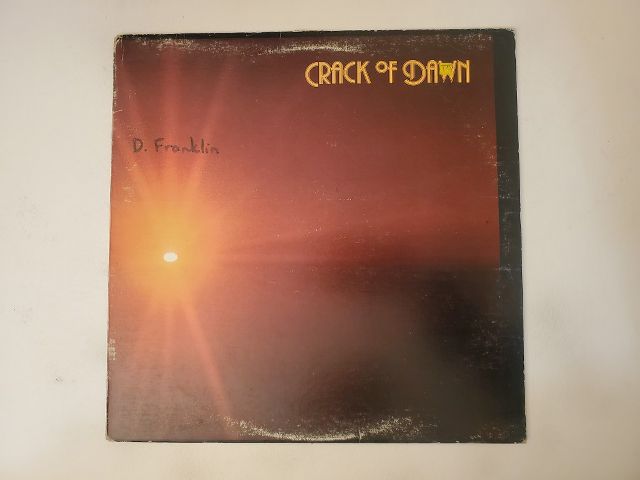 CRACK OF DAWN
D. Franklin